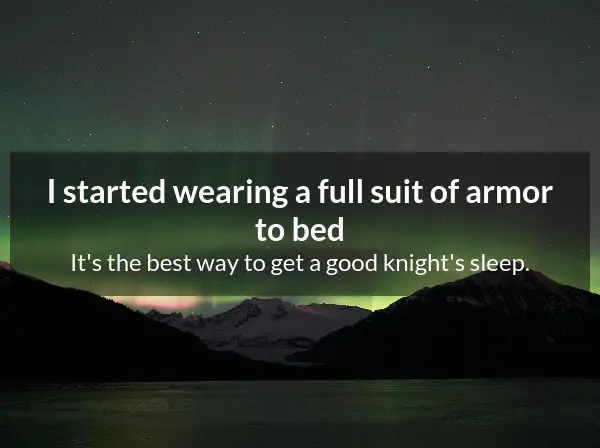 I started wearing a full suit of armor
to bed
It's the best way to get a good knight's sleep.